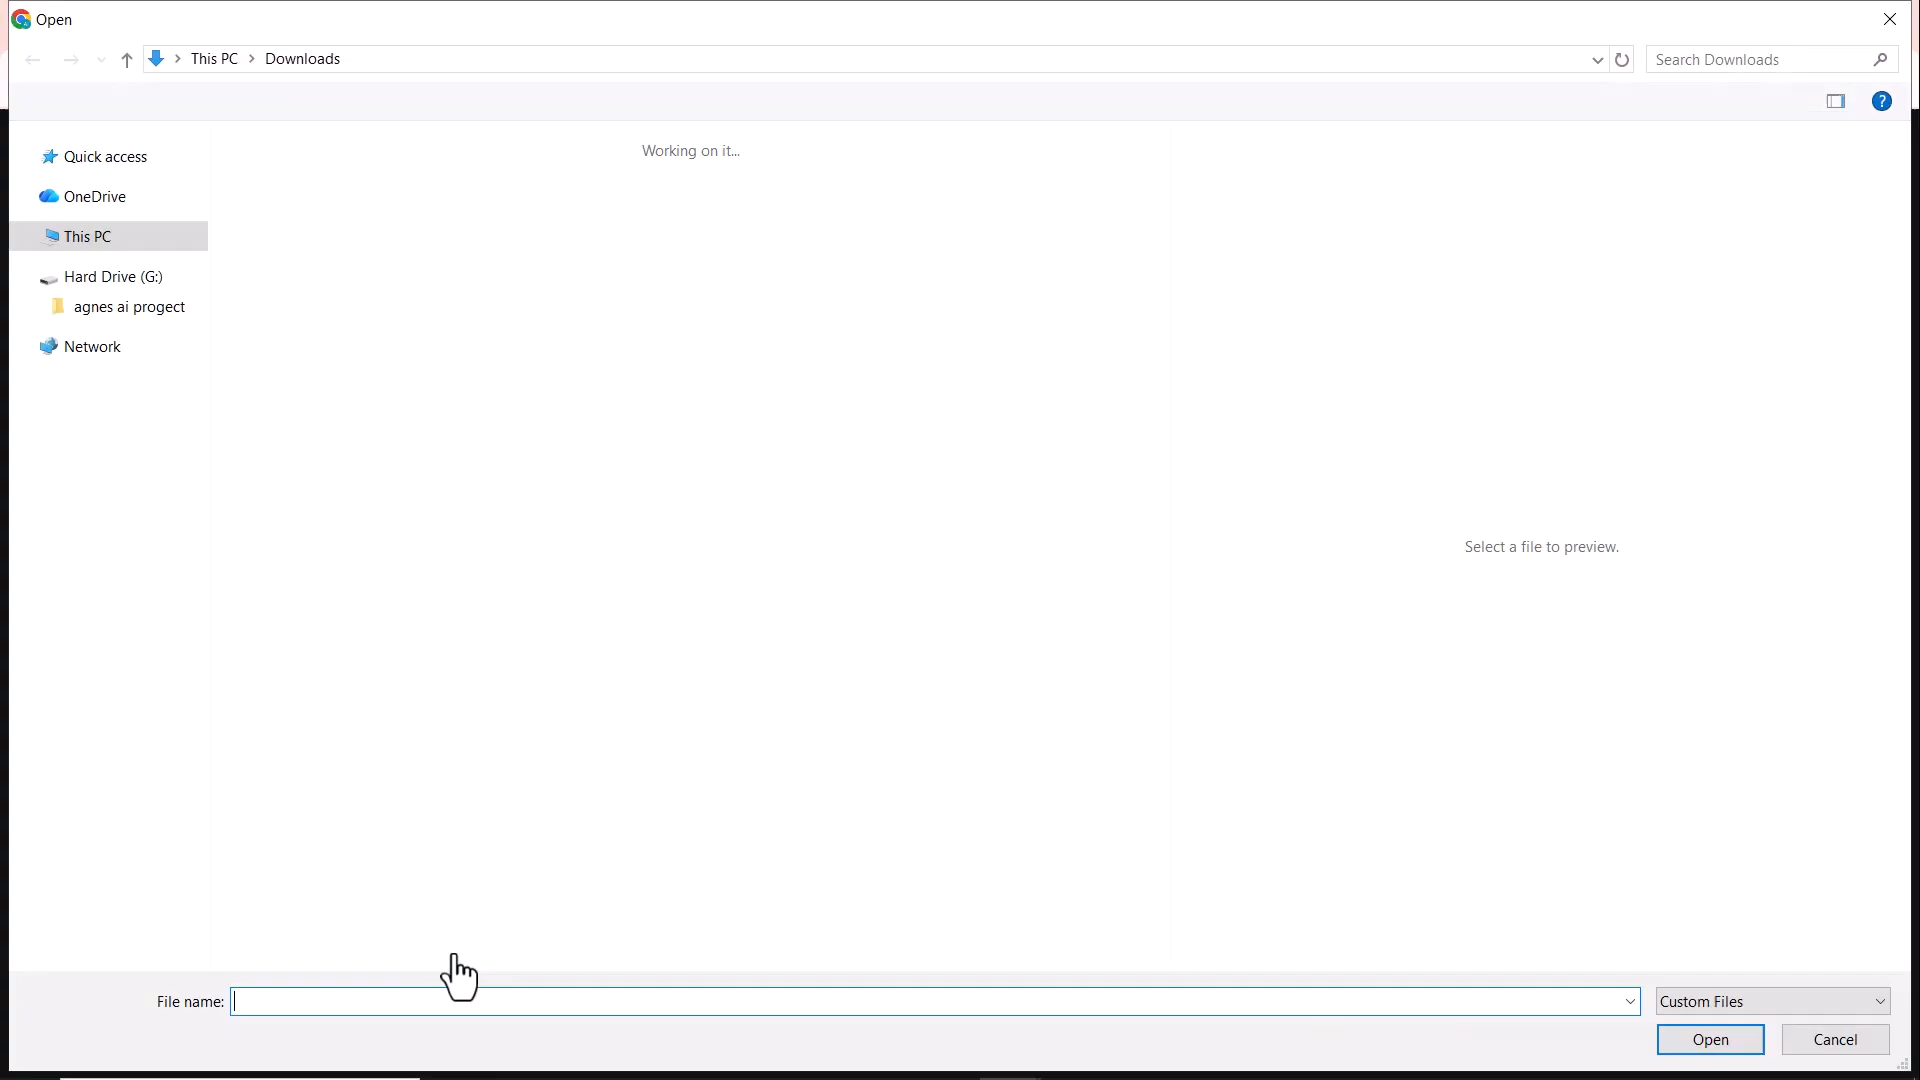 Open
This PC > Downloads
Search Downloads
?
Working on it...
Quick access
OneDrive
This PC
Hard Drive (G:)
agnes ai progect
Network
Select a file to preview.
File name:
Custom Files
Open
Cancel